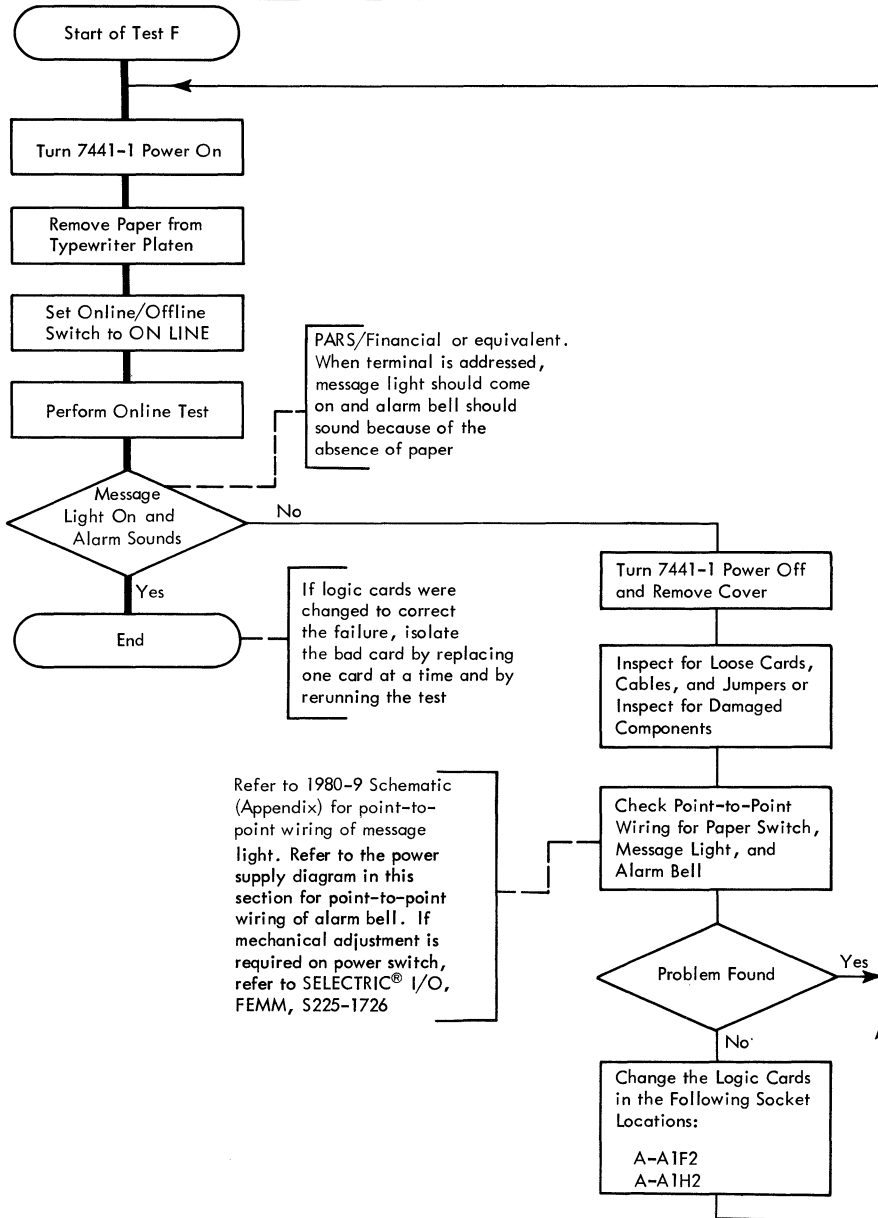 Start of Test F
Turn 7441-1 Power On
Remove Paper from
Typewriter Platen
Set Online/Offline
Switch to ON LINE
Perform Online Test
PARS/Financial or equivalent.
When terminal is addressed,
message light should come
on and alarm bell should
sound because of the
absence of paper
Message
Light On and
Alarm Sounds
No
Yes
End
If logic cards were
changed to correct
the failure, isolate
the bad card by replacing
one card at a time and by
rerunning the test
Turn 7441-1 Power Off
and Remove Cover
Inspect for Loose Cards,
Cables, and Jumpers or
Inspect for Damaged
Components
Refer to 1980-9 Schematic
(Appendix) for point-to-
point wiring of message
light. Refer to the power
supply diagram in this
section for point-to-point
wiring of alarm bell. If
mechanical adjustment is
required on power switch,
refer to SELECTRIC® I/O,
FEMM, S225-1726
Check Point-to-Point
Wiring for Paper Switch,
Message Light, and
Alarm Bell
Problem Found
Yes
No
Change the Logic Cards
in the Following Socket
Locations:
A-A1F2
A-A1H2